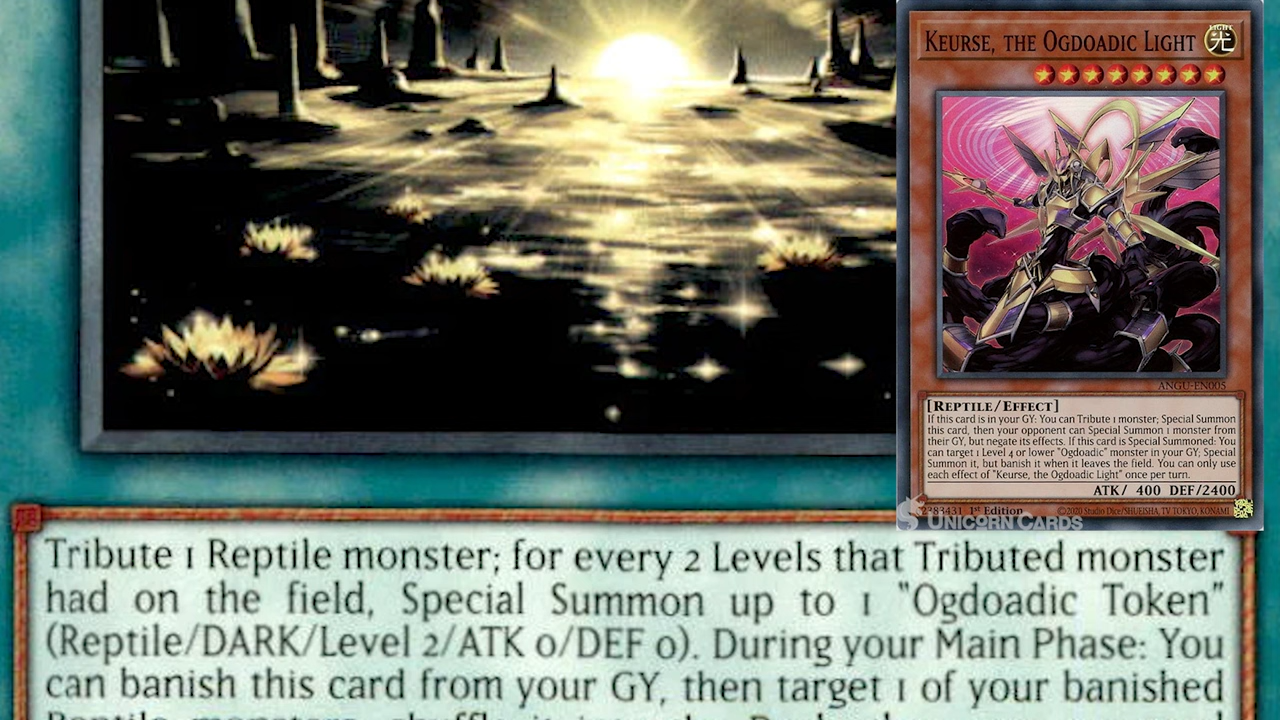 KEURSE, THE OGDOADIC LIGHT
LIGHT
光
ANGU-EN005
[REPTILE/EFFECT]
If this card is in your GY: You can Tribute 1 monster; Special Summon
this card, then your opponent can Special Summon 1 monster from
their GY, but negate its effects. If this card is Special Summoned: You
can target 1 Level 4 or lower "Ogdoadic" monster in your GY; Special
Summon it, but banish it when it leaves the field. You can only use
each effect of "Keurse, the Ogdoadic Light" once per turn.
ATK/ 400 DEF/2400
1st Edition
©2020 Studio Dice/SHUEISHA, TV TOKYO, KONAMI
UNICORN CARDS
Tribute 1 Reptile monster; for every 2 Levels that Tributed monster
had on the field, Special Summon up to 1 "Ogdoadic Token"
(Reptile/DARK/Level 2/ATK 0/DEF 0). During your Main Phase: You
can banish this card from your GY, then target 1 of your banished